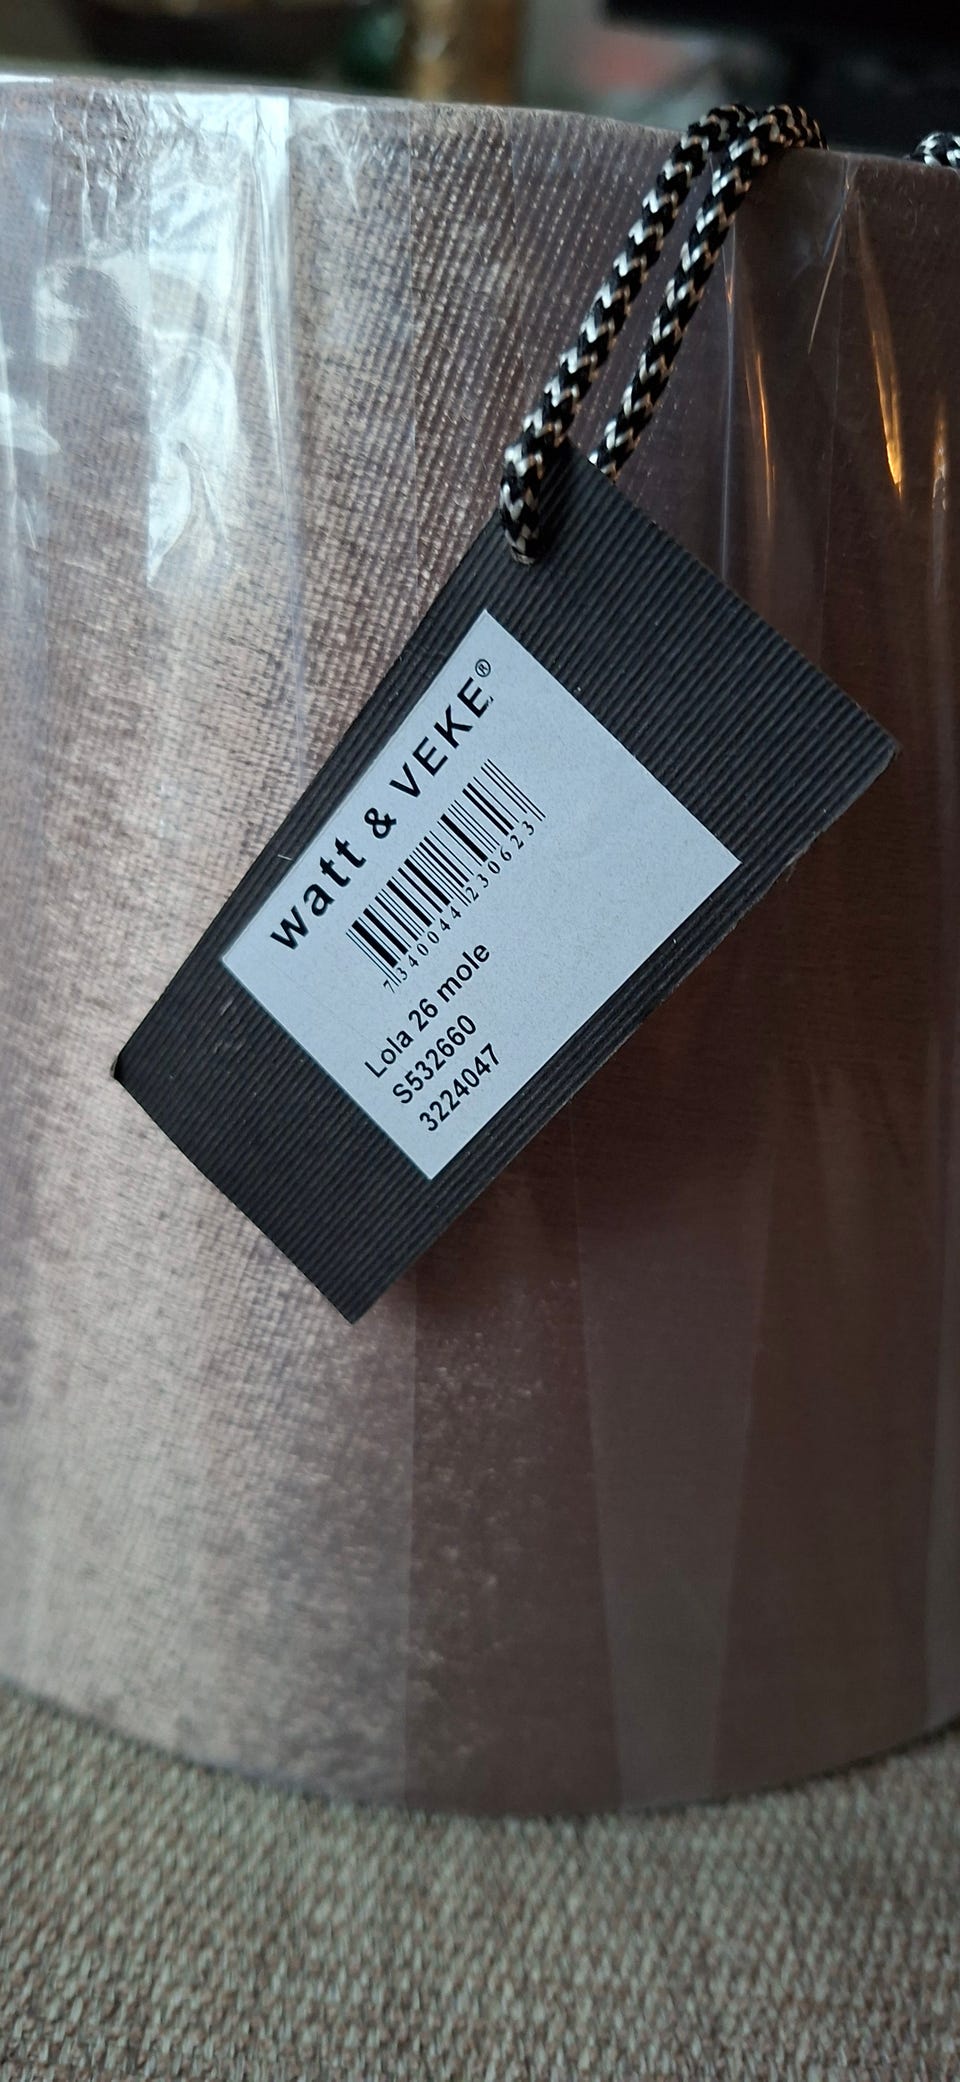 watt & VEKE®
7340044230623
Lola 26 mole
S532660
3224047